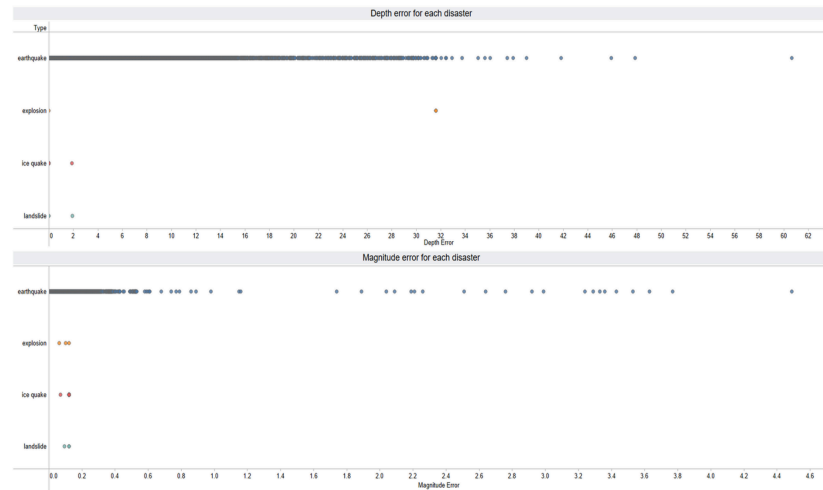 Depth error for each disaster
Type
earthquake
explosion
ice quake
landslide
0 2 4 6 8 10 12 14 16 18 20 22 24 26 28 30 32 34 36 38 40 42 44 46 48 50 52 54 56 58 60 62
Depth Error
Magnitude error for each disaster
earthquake
explosion
ice quake
landslide
0.0 0.2 0.4 0.6 0.8 1.0 1.2 1.4 1.6 1.8 2.0 2.2 2.4 2.6 2.8 3.0 3.2 3.4 3.6 3.8 4.0 4.2 4.4 4.6
Magnitude Error